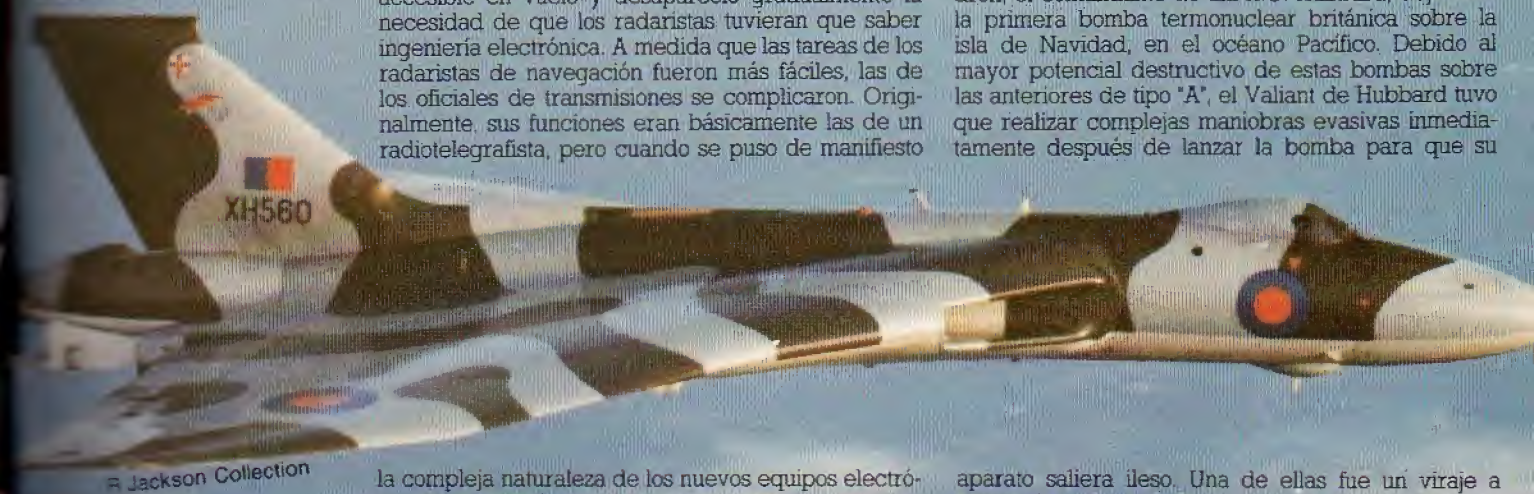 necesidad de que los radaristas tuvieran que saber
ingeniería electrónica. A medida que las tareas de los
radaristas de navegación fueron más fáciles, las de
los oficiales de transmisiones se complicaron. Origi-
nalmente, sus funciones eran básicamente las de un
radiotelegrafista, pero cuando se puso de manifiesto
la compleja naturaleza de los nuevos equipos electró-
la primera bomba termonuclear británica sobre la
isla de Navidad, en el océano Pacífico. Debido al
mayor potencial destructivo de estas bombas sobre
las anteriores de tipo "A", el Valiant de Hubbard tuvo
que realizar complejas maniobras evasivas inmedia-
tamente después de lanzar la bomba para que su
aparato saliera ileso. Una de ellas fue un viraje a
XH560
Jackson Collection